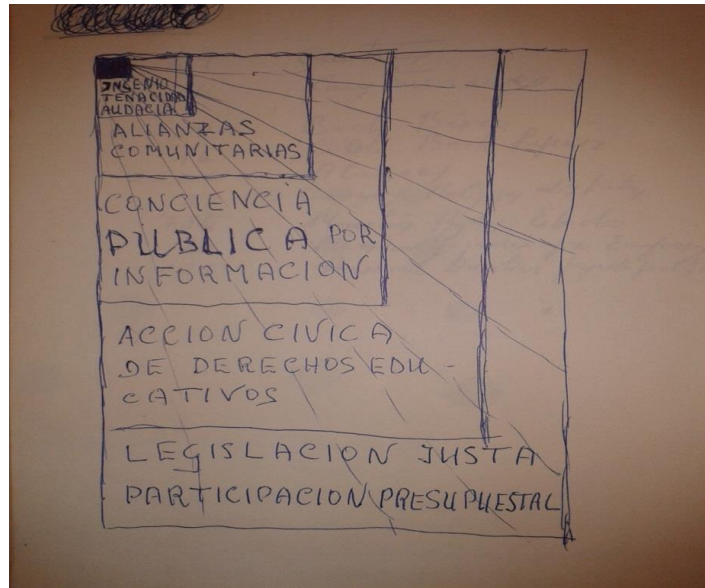 INGENIO
TENACIDAD
AUDACIA
ALIANZAS
COMUNITARIAS
CONCIENCIA
PUBLICA POR
INFORMACION
ACCION CIVICA
DE DERECHOS EDU-
CATIVOS
LEGISLACION JUSTA
PARTICIPACION PRESUPUESTAL